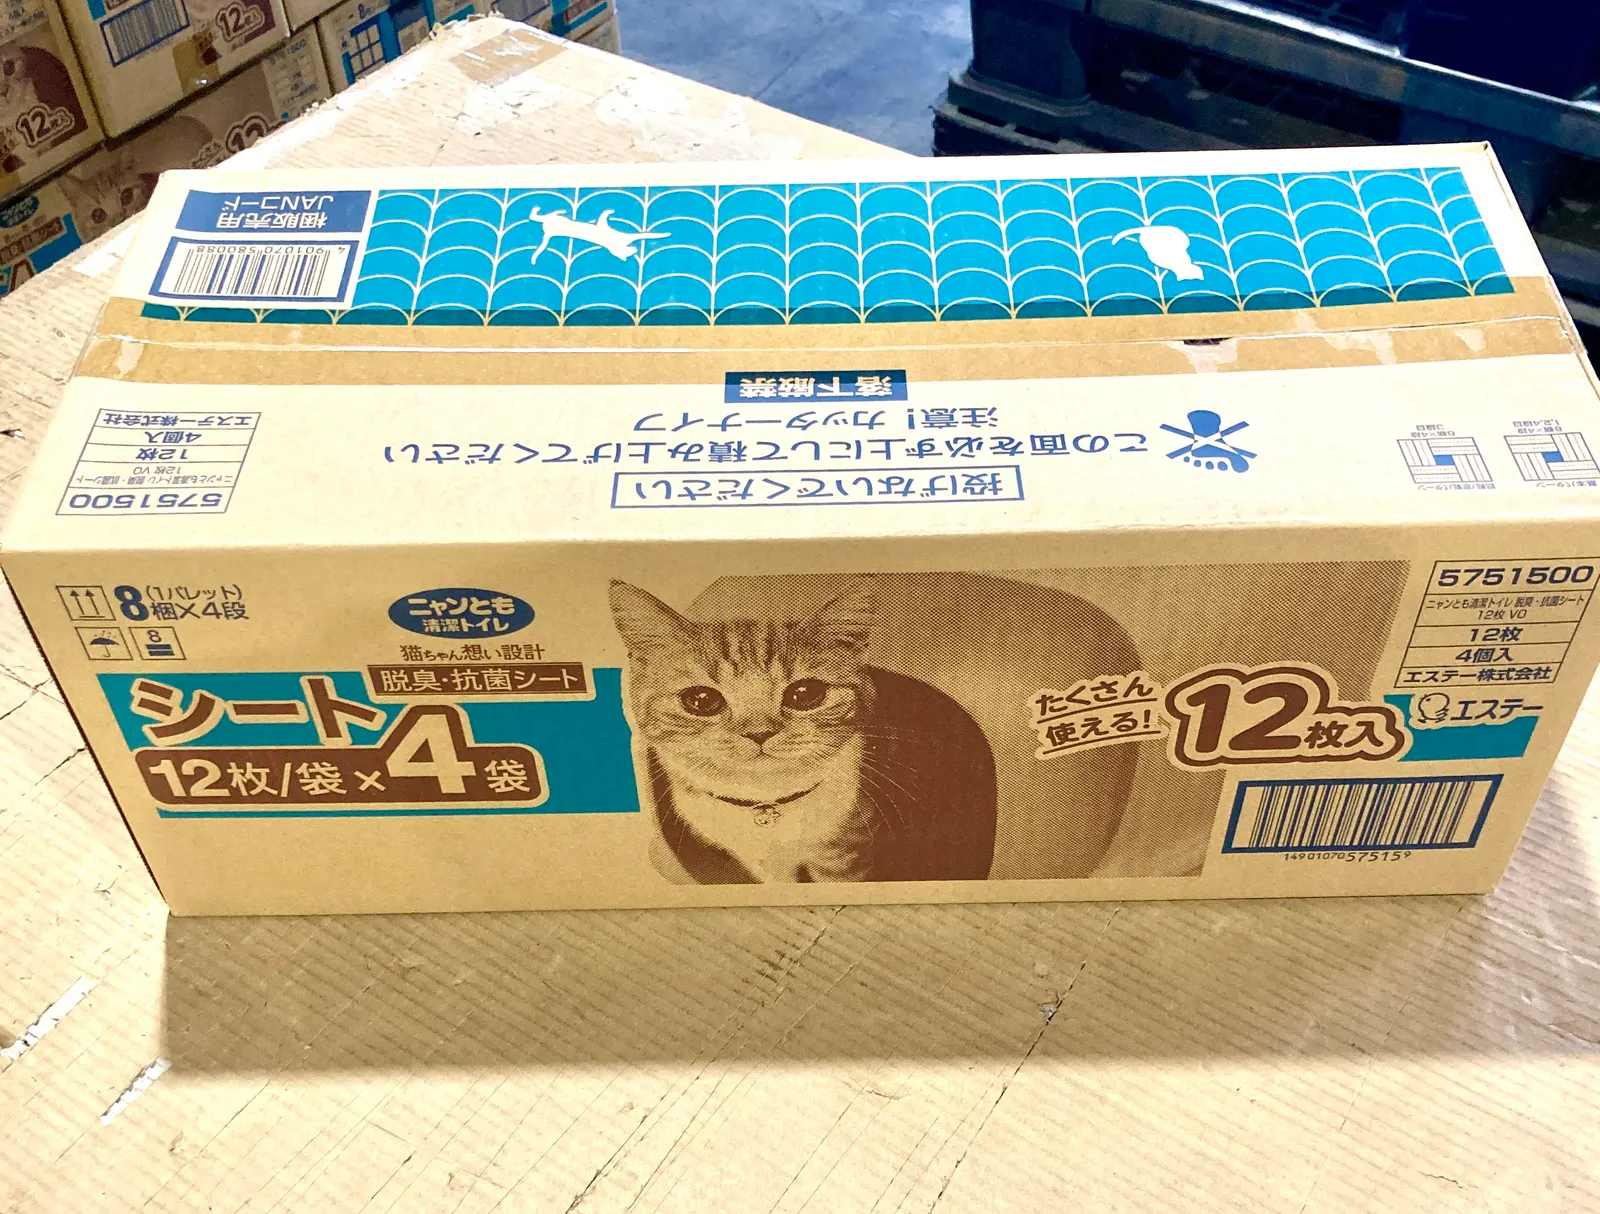 梱販売用
JANコード
4901070580088
落下厳禁
注意！カッターナイフ
この面を必ず上にして積み上げてください
投げないでください
エステー株式会社
4個入
12枚
ニャンとも清潔トイレ 脱臭・抗菌シート
12枚 VO
5751500
8(1パレット)
梱×4段
8
ニャンとも
清潔トイレ
猫ちゃん想い設計
脱臭・抗菌シート
シート
12枚/袋×4袋
たくさん
使える!
12枚入
5751500
ニャンとも清潔トイレ 脱臭・抗菌シート
12枚 VO
12枚
4個入
エステー株式会社
エステー
14901070575159
12枚入
12
12